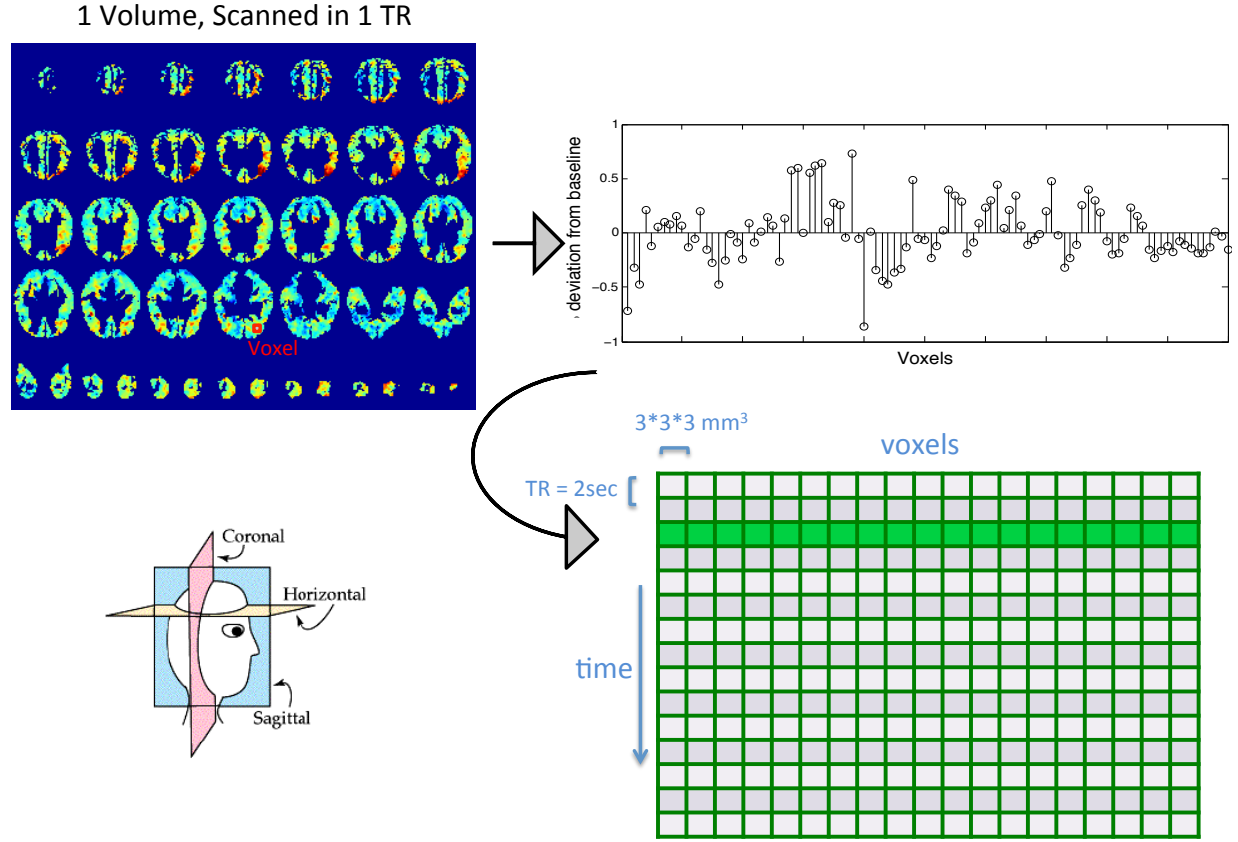 1 Volume, Scanned in 1 TR
Voxel
deviation from baseline
1
0.5
0
−0.5
−1
Voxels
3*3*3 mm³
voxels
TR = 2sec
time
Coronal
Horizontal
Sagittal